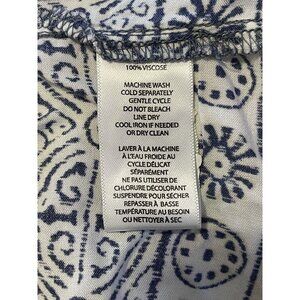 100% VISCOSE
MACHINE WASH
COLD SEPARATELY
GENTLE CYCLE
DO NOT BLEACH
LINE DRY
COOL IRON IF NEEDED
OR DRY CLEAN
LAVER À LA MACHINE
À L'EAU FROIDE AU
CYCLE DÉLICAT
SÉPARÉMENT
NE PAS UTILISER DE
CHLORURE DÉCOLORANT
SUSPENDRE POUR SÉCHER
REPASSER À BASSE
TEMPÉRATURE AU BESOIN
OU NETTOYER À SEC